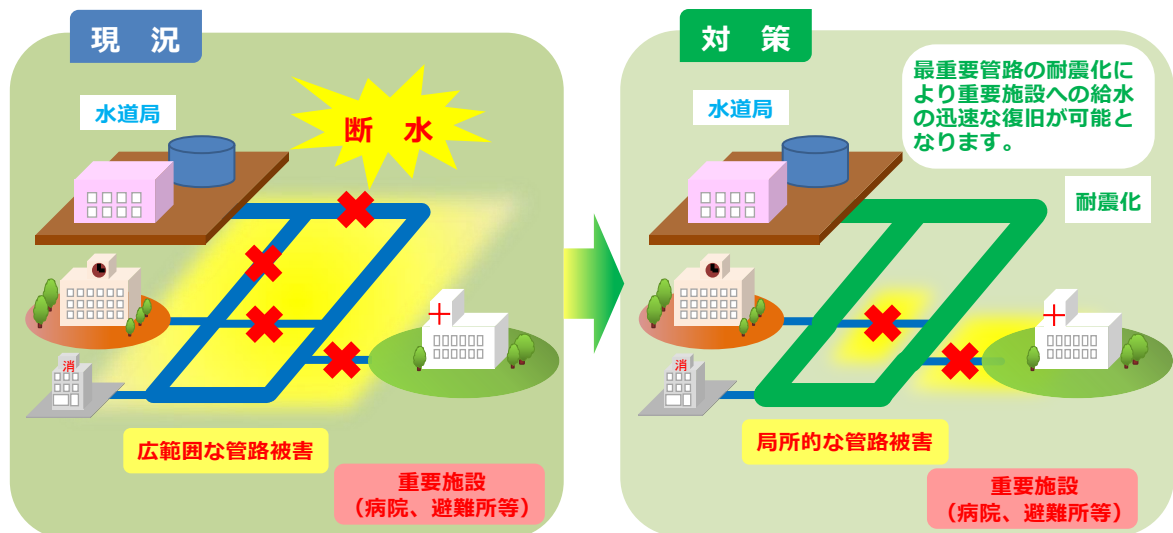 現　況
水道局
断　水
消
広範囲な管路被害
重要施設
（病院、避難所等）
対　策
最重要管路の耐震化に
より重要施設への給水
の迅速な復旧が可能と
なります。
水道局
耐震化
消
局所的な管路被害
重要施設
（病院、避難所等）